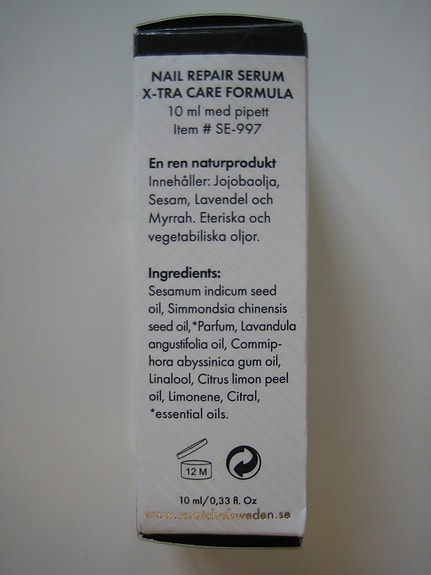 NAIL REPAIR SERUM
X-TRA CARE FORMULA
10 ml med pipett
Item # SE-997
En ren naturprodukt
Innehåller: Jojobaolja,
Sesam, Lavendel och
Myrrah. Eteriska och
vegetabiliska oljor.
Ingredients:
Sesamum indicum seed
oil, Simmondsia chinensis
seed oil,*Parfum, Lavandula
angustifolia oil, Commip-
hora abyssinica gum oil,
Linalool, Citrus limon peel
oil, Limonene, Citral,
*essential oils.
12 M
10 ml/0,33 fl. Oz